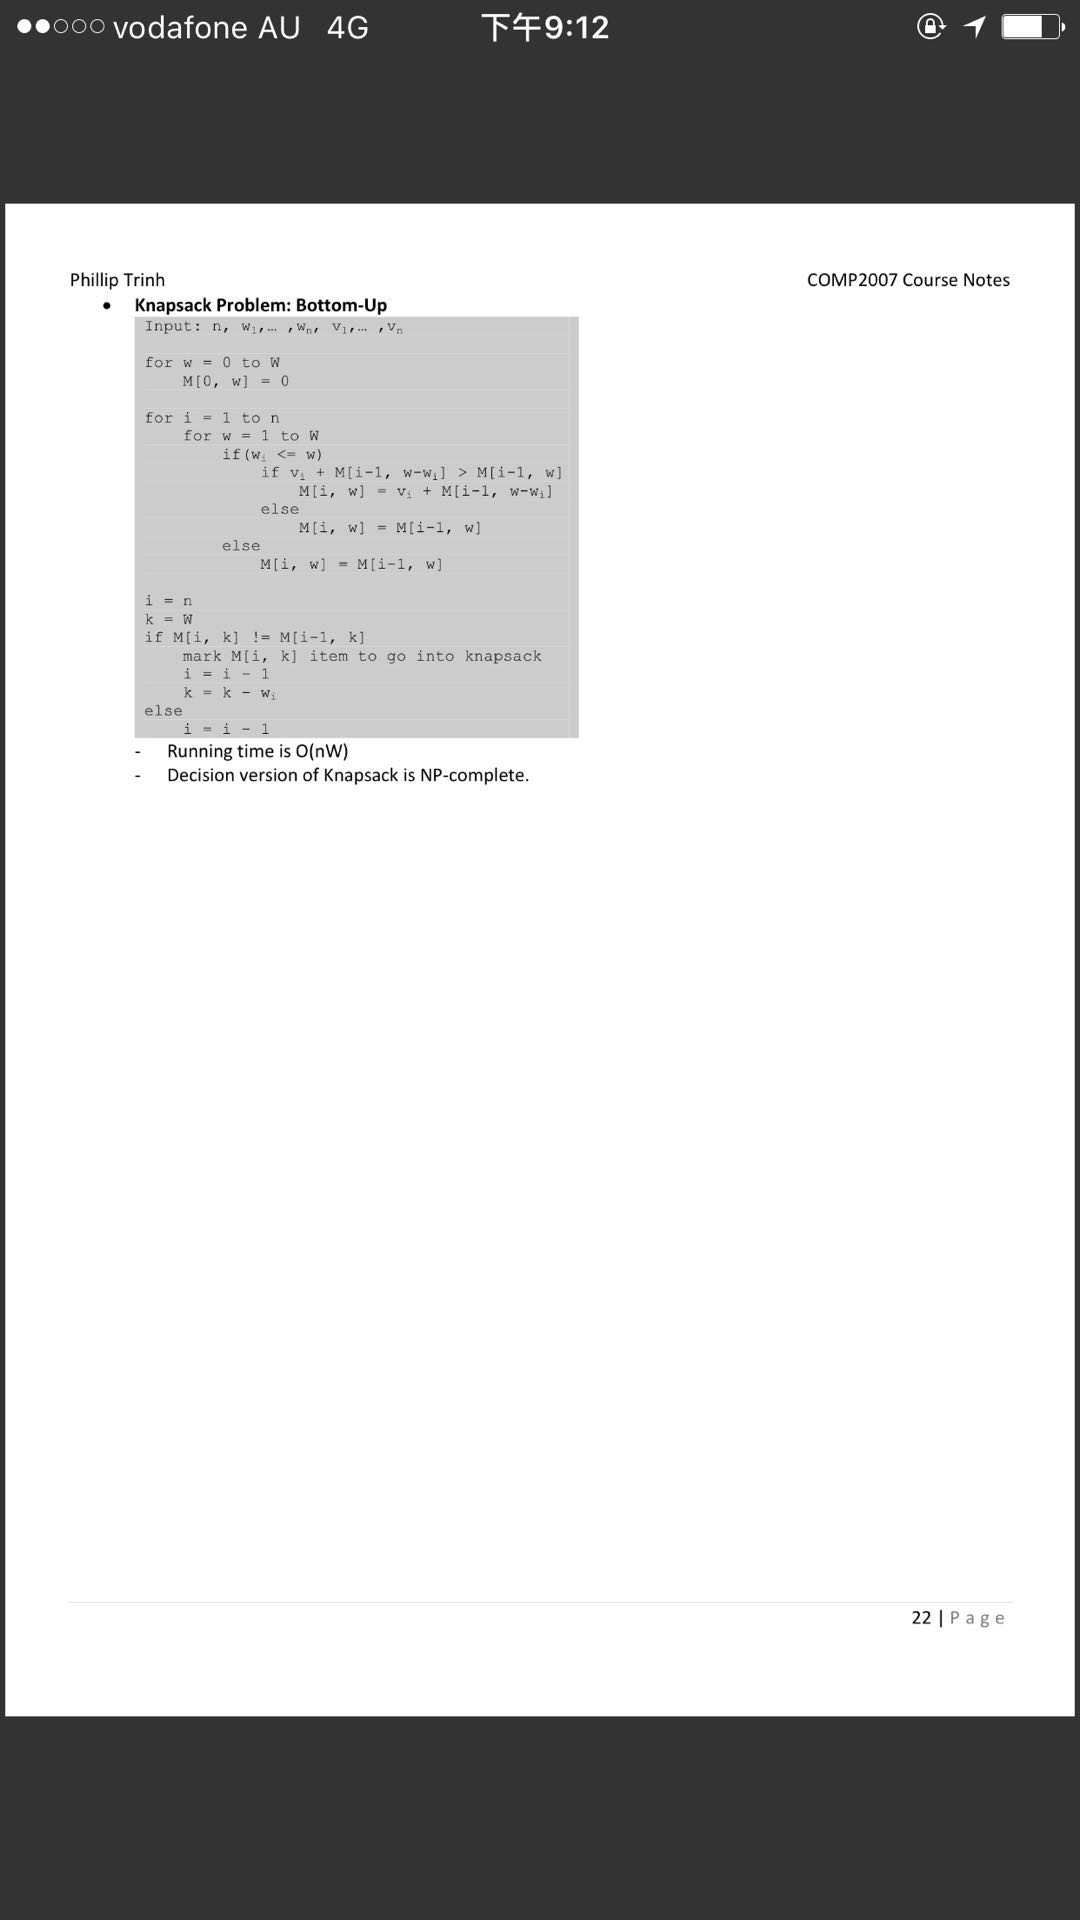 vodafone AU 4G 下午9:12
Phillip Trinh COMP2007 Course Notes
• Knapsack Problem: Bottom-Up
Input: n, w₁,… ,wₙ, v₁,… ,vₙ
for w = 0 to W
M[0, w] = 0
for i = 1 to n
for w = 1 to W
if(wᵢ <= w)
if vᵢ + M[i-1, w-wᵢ] > M[i-1, w]
M[i, w] = vᵢ + M[i-1, w-wᵢ]
else
M[i, w] = M[i-1, w]
else
M[i, w] = M[i-1, w]
i = n
k = W
if M[i, k] != M[i-1, k]
mark M[i, k] item to go into knapsack
i = i - 1
k = k - wᵢ
else
i = i - 1
- Running time is O(nW)
- Decision version of Knapsack is NP-complete.
22 | Page